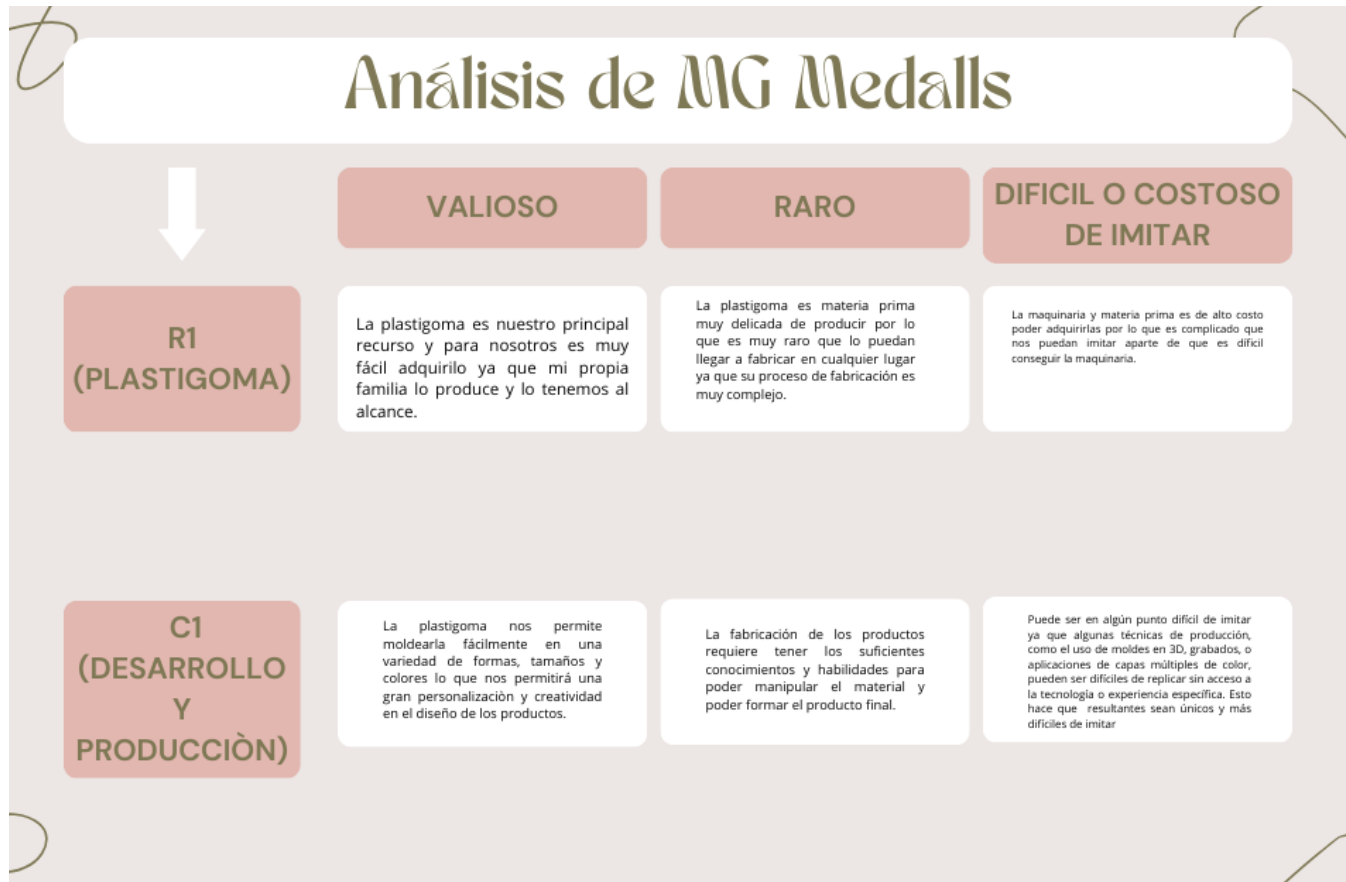 Análisis de MG Medalls
VALIOSO
RARO
DIFICIL O COSTOSO
DE IMITAR
R1
(PLASTIGOMA)
La plastigoma es nuestro principal
recurso y para nosotros es muy
fácil adquirilo ya que mi propia
familia lo produce y lo tenemos al
alcance.
La plastigoma es materia prima
muy delicada de producir por lo
que es muy raro que lo puedan
llegar a fabricar en cualquier lugar
ya que su proceso de fabricación es
muy complejo.
La maquinaria y materia prima es de alto costo
poder adquirirlas por lo que es complicado que
nos puedan imitar aparte de que es díficil
conseguir la maquinaria.
C1
(DESARROLLO
Y
PRODUCCIÒN)
La plastigoma nos permite
moldearla fácilmente en una
variedad de formas, tamaños y
colores lo que nos permitirá una
gran personalizaciòn y creatividad
en el diseño de los productos.
La fabricación de los productos
requiere tener los suficientes
conocimientos y habilidades para
poder manipular el material y
poder formar el producto final.
Puede ser en algún punto difícil de imitar
ya que algunas técnicas de producción,
como el uso de moldes en 3D, grabados, o
aplicaciones de capas múltiples de color,
pueden ser difíciles de replicar sin acceso a
la tecnología o experiencia específica. Esto
hace que resultantes sean únicos y más
difíciles de imitar